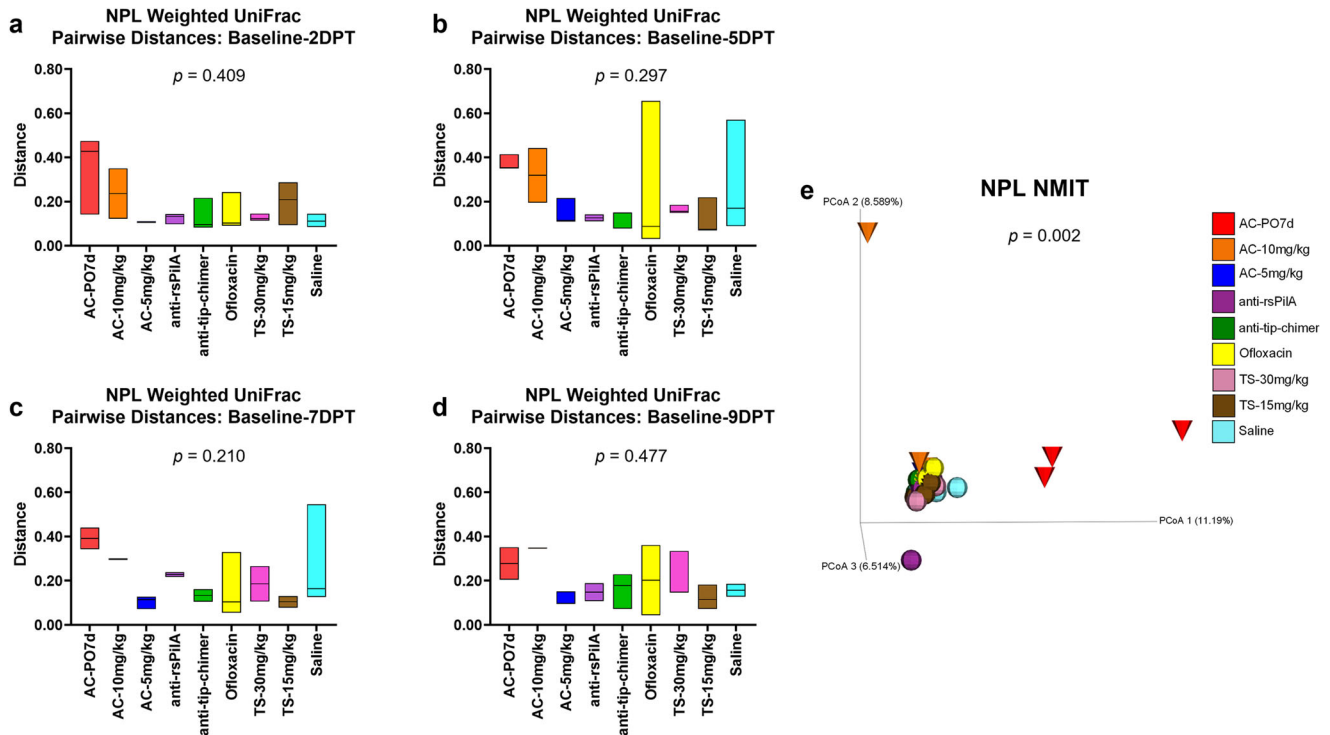 a
NPL Weighted UniFrac
Pairwise Distances: Baseline-2DPT
p = 0.409
Distance
0.80
0.60
0.40
0.20
0.00
AC-PO7d
AC-10mg/kg
AC-5mg/kg
anti-rsPilA
anti-tip-chimer
Ofloxacin
TS-30mg/kg
TS-15mg/kg
Saline
b
NPL Weighted UniFrac
Pairwise Distances: Baseline-5DPT
p = 0.297
Distance
0.80
0.60
0.40
0.20
0.00
AC-PO7d
AC-10mg/kg
AC-5mg/kg
anti-rsPilA
anti-tip-chimer
Ofloxacin
TS-30mg/kg
TS-15mg/kg
Saline
c
NPL Weighted UniFrac
Pairwise Distances: Baseline-7DPT
p = 0.210
Distance
0.80
0.60
0.40
0.20
0.00
AC-PO7d
AC-10mg/kg
AC-5mg/kg
anti-rsPilA
anti-tip-chimer
Ofloxacin
TS-30mg/kg
TS-15mg/kg
Saline
d
NPL Weighted UniFrac
Pairwise Distances: Baseline-9DPT
p = 0.477
Distance
0.80
0.60
0.40
0.20
0.00
AC-PO7d
AC-10mg/kg
AC-5mg/kg
anti-rsPilA
anti-tip-chimer
Ofloxacin
TS-30mg/kg
TS-15mg/kg
Saline
e
NPL NMIT
p = 0.002
PCoA 2 (8.589%)
PCoA 1 (11.19%)
PCoA 3 (6.514%)
AC-PO7d
AC-10mg/kg
AC-5mg/kg
anti-rsPilA
anti-tip-chimer
Ofloxacin
TS-30mg/kg
TS-15mg/kg
Saline